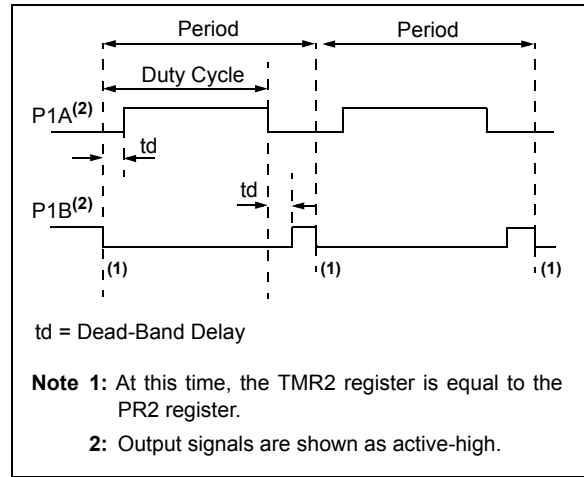 Period Period
Duty Cycle
P1A(2)
td
td
P1B(2)
(1) (1) (1)
td = Dead-Band Delay
Note 1: At this time, the TMR2 register is equal to the
PR2 register.
2: Output signals are shown as active-high.